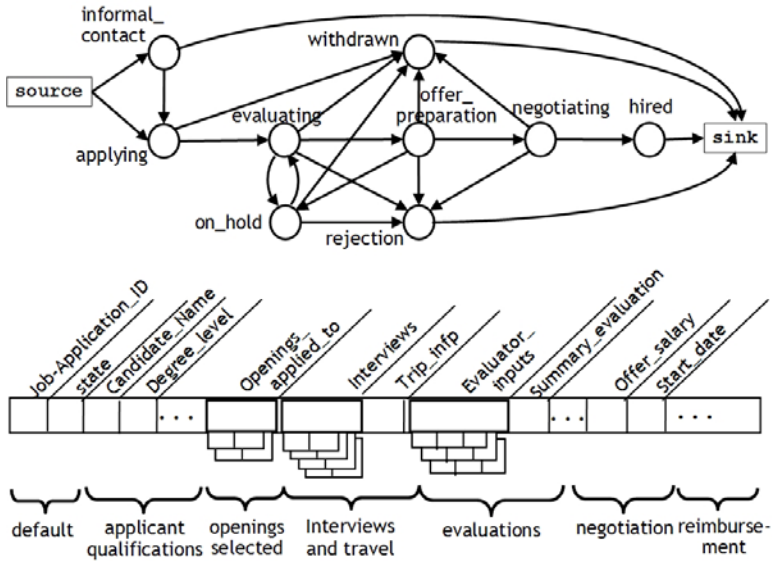 informal_
contact
withdrawn
source
offer_
evaluating
preparation
negotiating
hired
sink
applying
on_hold
rejection
Job-Application_ID
state
Candidate_Name
Degree_level
Openings_
applied_to
Interviews
Trip_infp
Evaluator_
inputs
Summary_evaluation
Offer_salary
Start_date
. . .
. . .
. . .
default
applicant
qualifications
openings
selected
Interviews
and travel
evaluations
negotiation
reimburse-
ment